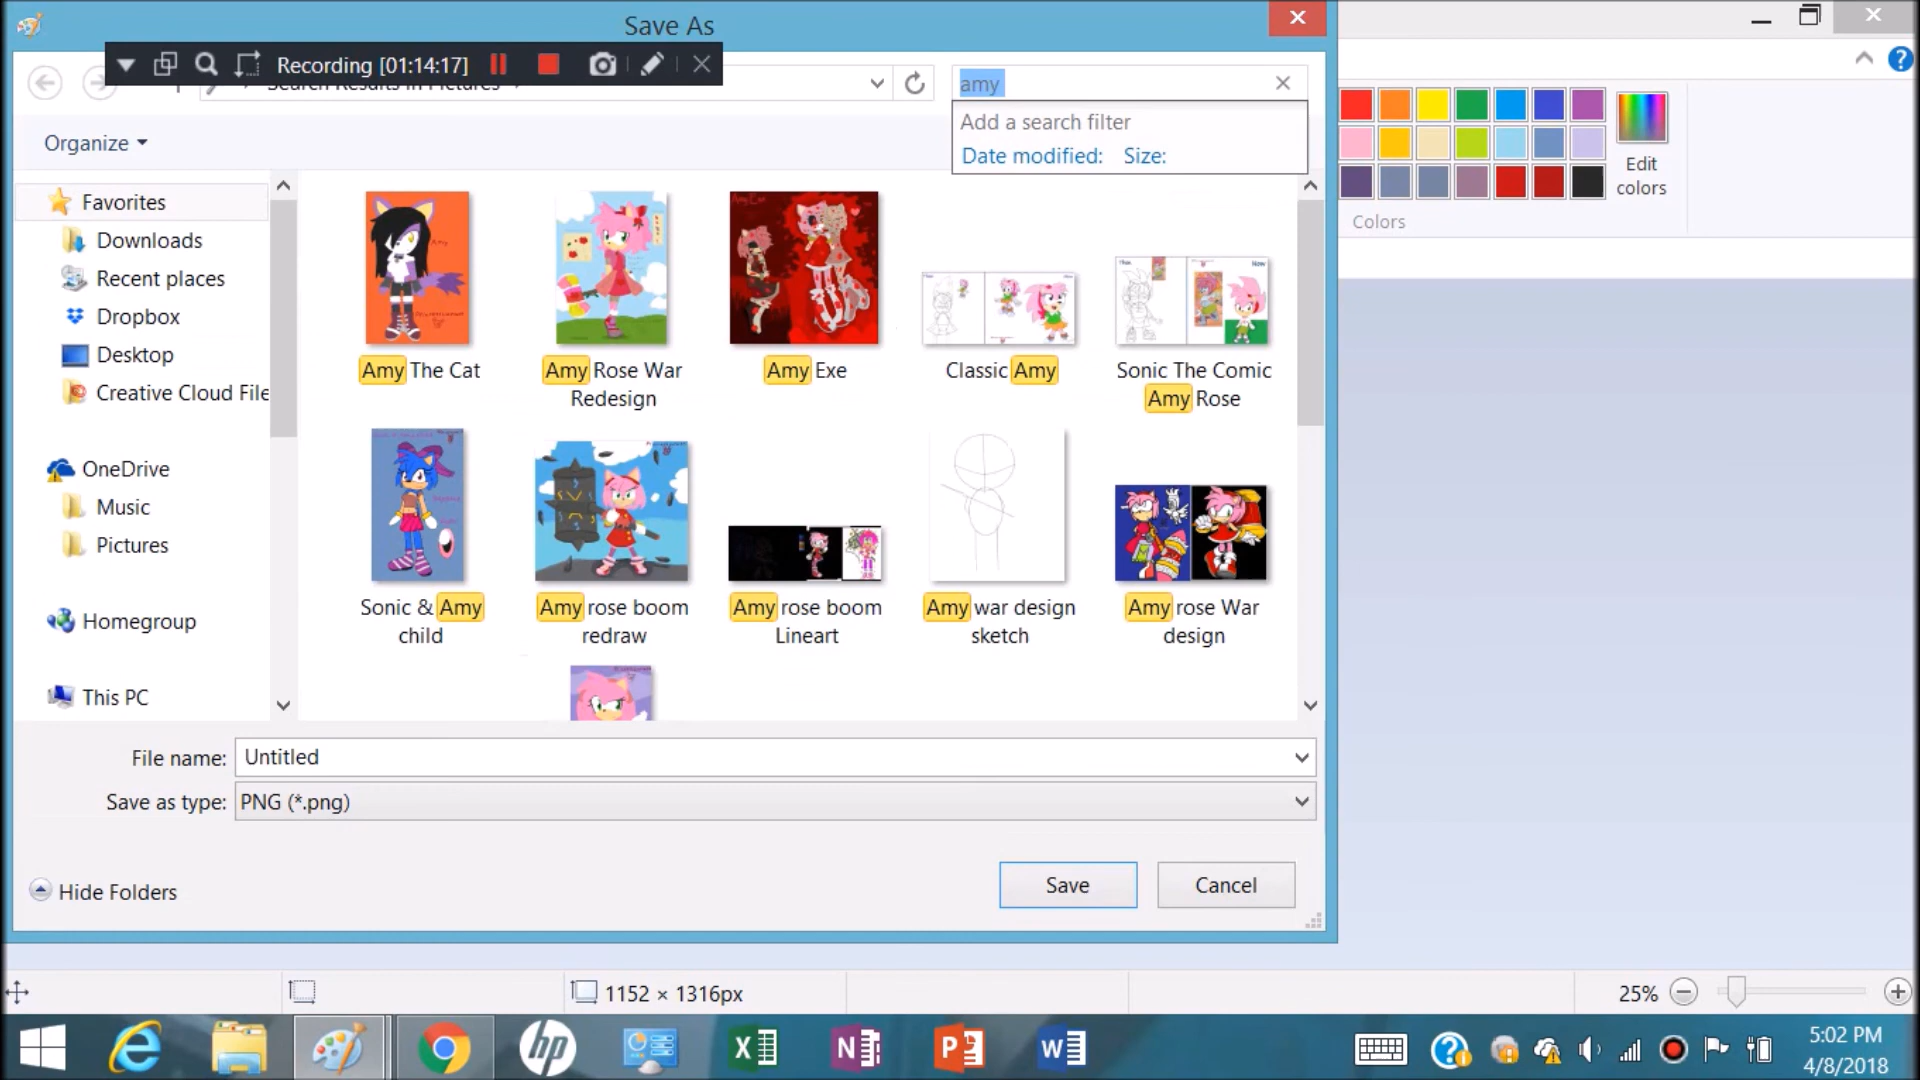 Save As
Recording [01:14:17]
Search Results in Pictures
amy
Add a search filter
Date modified: Size:
Organize
Edit
colors
Colors
Favorites
Downloads
Recent places
Dropbox
Desktop
Creative Cloud File
OneDrive
Music
Pictures
Homegroup
This PC
Amy The Cat
Amy Rose War
Redesign
Amy Exe
Classic Amy
Sonic The Comic
Amy Rose
Sonic & Amy
child
Amy rose boom
redraw
Amy rose boom
Lineart
Amy war design
sketch
Amy rose War
design
File name: Untitled
Save as type: PNG (*.png)
Hide Folders
Save
Cancel
1152 × 1316px
25%
5:02 PM
4/8/2018